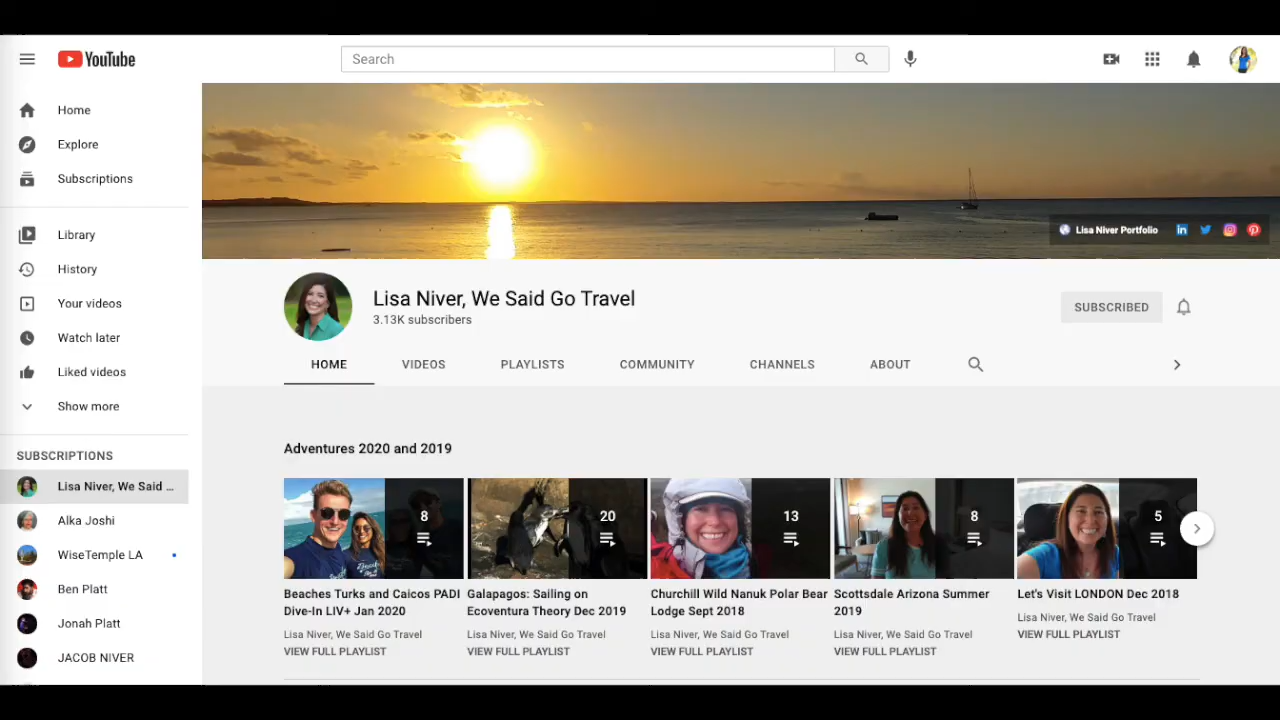 YouTube
Search
Home
Explore
Subscriptions
Library
History
Your videos
Watch later
Liked videos
Show more
SUBSCRIPTIONS
Lisa Niver, We Said ...
Alka Joshi
WiseTemple LA
Ben Platt
Jonah Platt
JACOB NIVER
Lisa Niver Portfolio
Lisa Niver, We Said Go Travel
3.13K subscribers
SUBSCRIBED
HOME VIDEOS PLAYLISTS COMMUNITY CHANNELS ABOUT
Adventures 2020 and 2019
8
Beaches Turks and Caicos PADI
Dive-In LIV+ Jan 2020
Lisa Niver, We Said Go Travel
VIEW FULL PLAYLIST
20
Galapagos: Sailing on
Ecoventura Theory Dec 2019
Lisa Niver, We Said Go Travel
VIEW FULL PLAYLIST
13
Churchill Wild Nanuk Polar Bear
Lodge Sept 2018
Lisa Niver, We Said Go Travel
VIEW FULL PLAYLIST
8
Scottsdale Arizona Summer
2019
Lisa Niver, We Said Go Travel
VIEW FULL PLAYLIST
5
Let's Visit LONDON Dec 2018
Lisa Niver, We Said Go Travel
VIEW FULL PLAYLIST